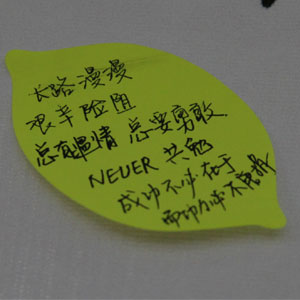 长路漫漫
艰辛险阻
总有温情 总要勇敢.
NEUER 共勉
成功不必在于
而功必不唐捐